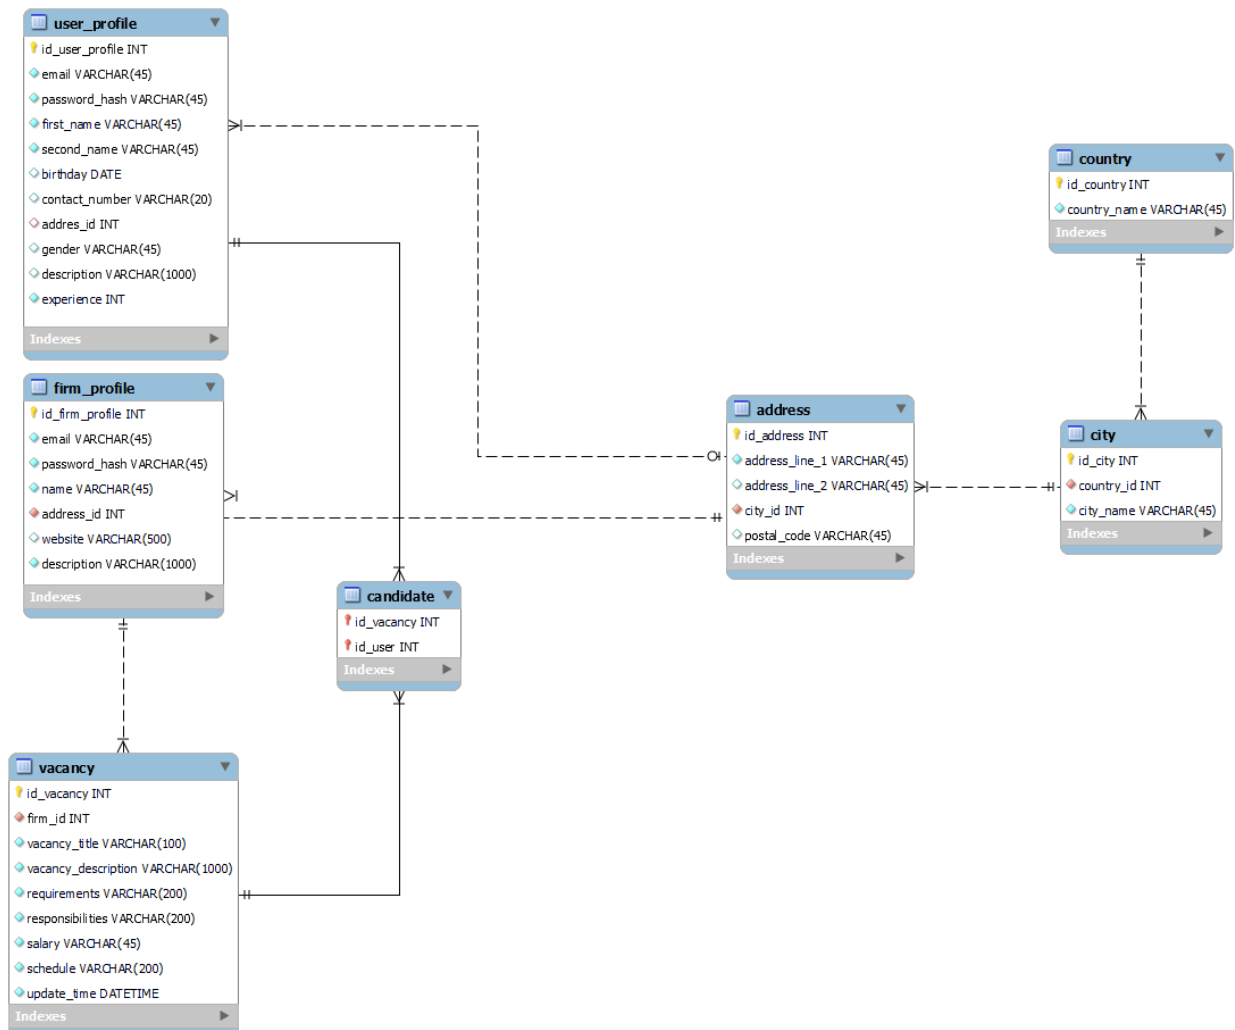 user_profile
id_user_profile INT
email VARCHAR(45)
password_hash VARCHAR(45)
first_name VARCHAR(45)
second_name VARCHAR(45)
birthday DATE
contact_number VARCHAR(20)
addres_id INT
gender VARCHAR(45)
description VARCHAR(1000)
experience INT
Indexes
firm_profile
id_firm_profile INT
email VARCHAR(45)
password_hash VARCHAR(45)
name VARCHAR(45)
address_id INT
website VARCHAR(500)
description VARCHAR(1000)
Indexes
vacancy
id_vacancy INT
firm_id INT
vacancy_title VARCHAR(100)
vacancy_description VARCHAR(1000)
requirements VARCHAR(200)
responsibilities VARCHAR(200)
salary VARCHAR(45)
schedule VARCHAR(200)
update_time DATETIME
Indexes
candidate
id_vacancy INT
id_user INT
Indexes
address
id_address INT
address_line_1 VARCHAR(45)
address_line_2 VARCHAR(45)
city_id INT
postal_code VARCHAR(45)
Indexes
country
id_country INT
country_name VARCHAR(45)
Indexes
city
id_city INT
country_id INT
city_name VARCHAR(45)
Indexes